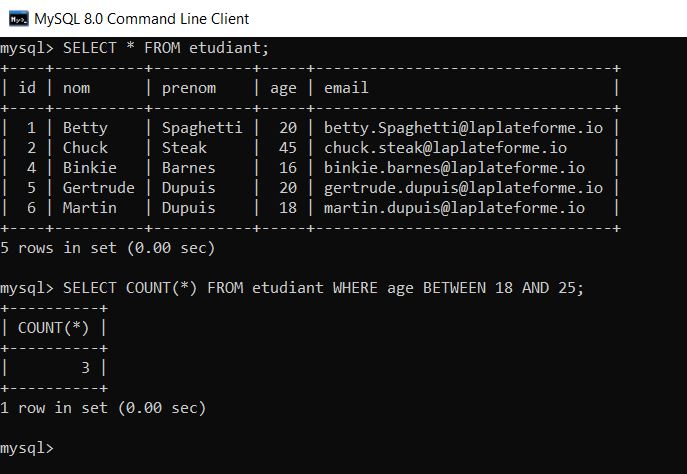 MySQL 8.0 Command Line Client
mysql> SELECT * FROM etudiant;
+----+----------+-----------+-----+---------------------------------+
| id | nom      | prenom    | age | email                           |
+----+----------+-----------+-----+---------------------------------+
|  1 | Betty    | Spaghetti |  20 | betty.Spaghetti@laplateforme.io |
|  2 | Chuck    | Steak     |  45 | chuck.steak@laplateforme.io     |
|  4 | Binkie   | Barnes    |  16 | binkie.barnes@laplateforme.io   |
|  5 | Gertrude | Dupuis    |  20 | gertrude.dupuis@laplateforme.io |
|  6 | Martin   | Dupuis    |  18 | martin.dupuis@laplateforme.io   |
+----+----------+-----------+-----+---------------------------------+
5 rows in set (0.00 sec)
mysql> SELECT COUNT(*) FROM etudiant WHERE age BETWEEN 18 AND 25;
+----------+
| COUNT(*) |
+----------+
|        3 |
+----------+
1 row in set (0.00 sec)
mysql>